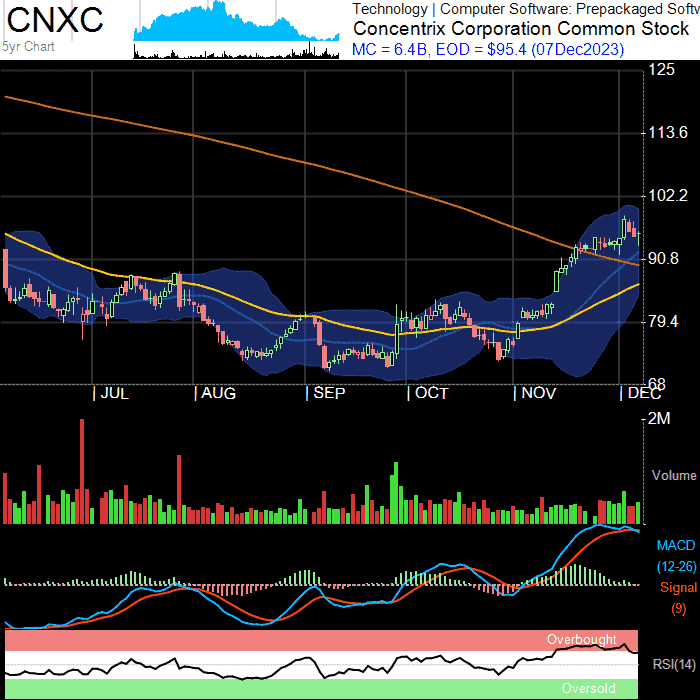 CNXC
5yr Chart
Technology | Computer Software: Prepackaged Softw
Concentrix Corporation Common Stock
MC = 6.4B, EOD = $95.4 (07Dec2023)
125
113.6
102.2
90.8
79.4
68
| JUL | AUG | SEP | OCT | NOV | DEC
2M
Volume
MACD
(12-26)
Signal
(9)
Overbought
RSI(14)
Oversold